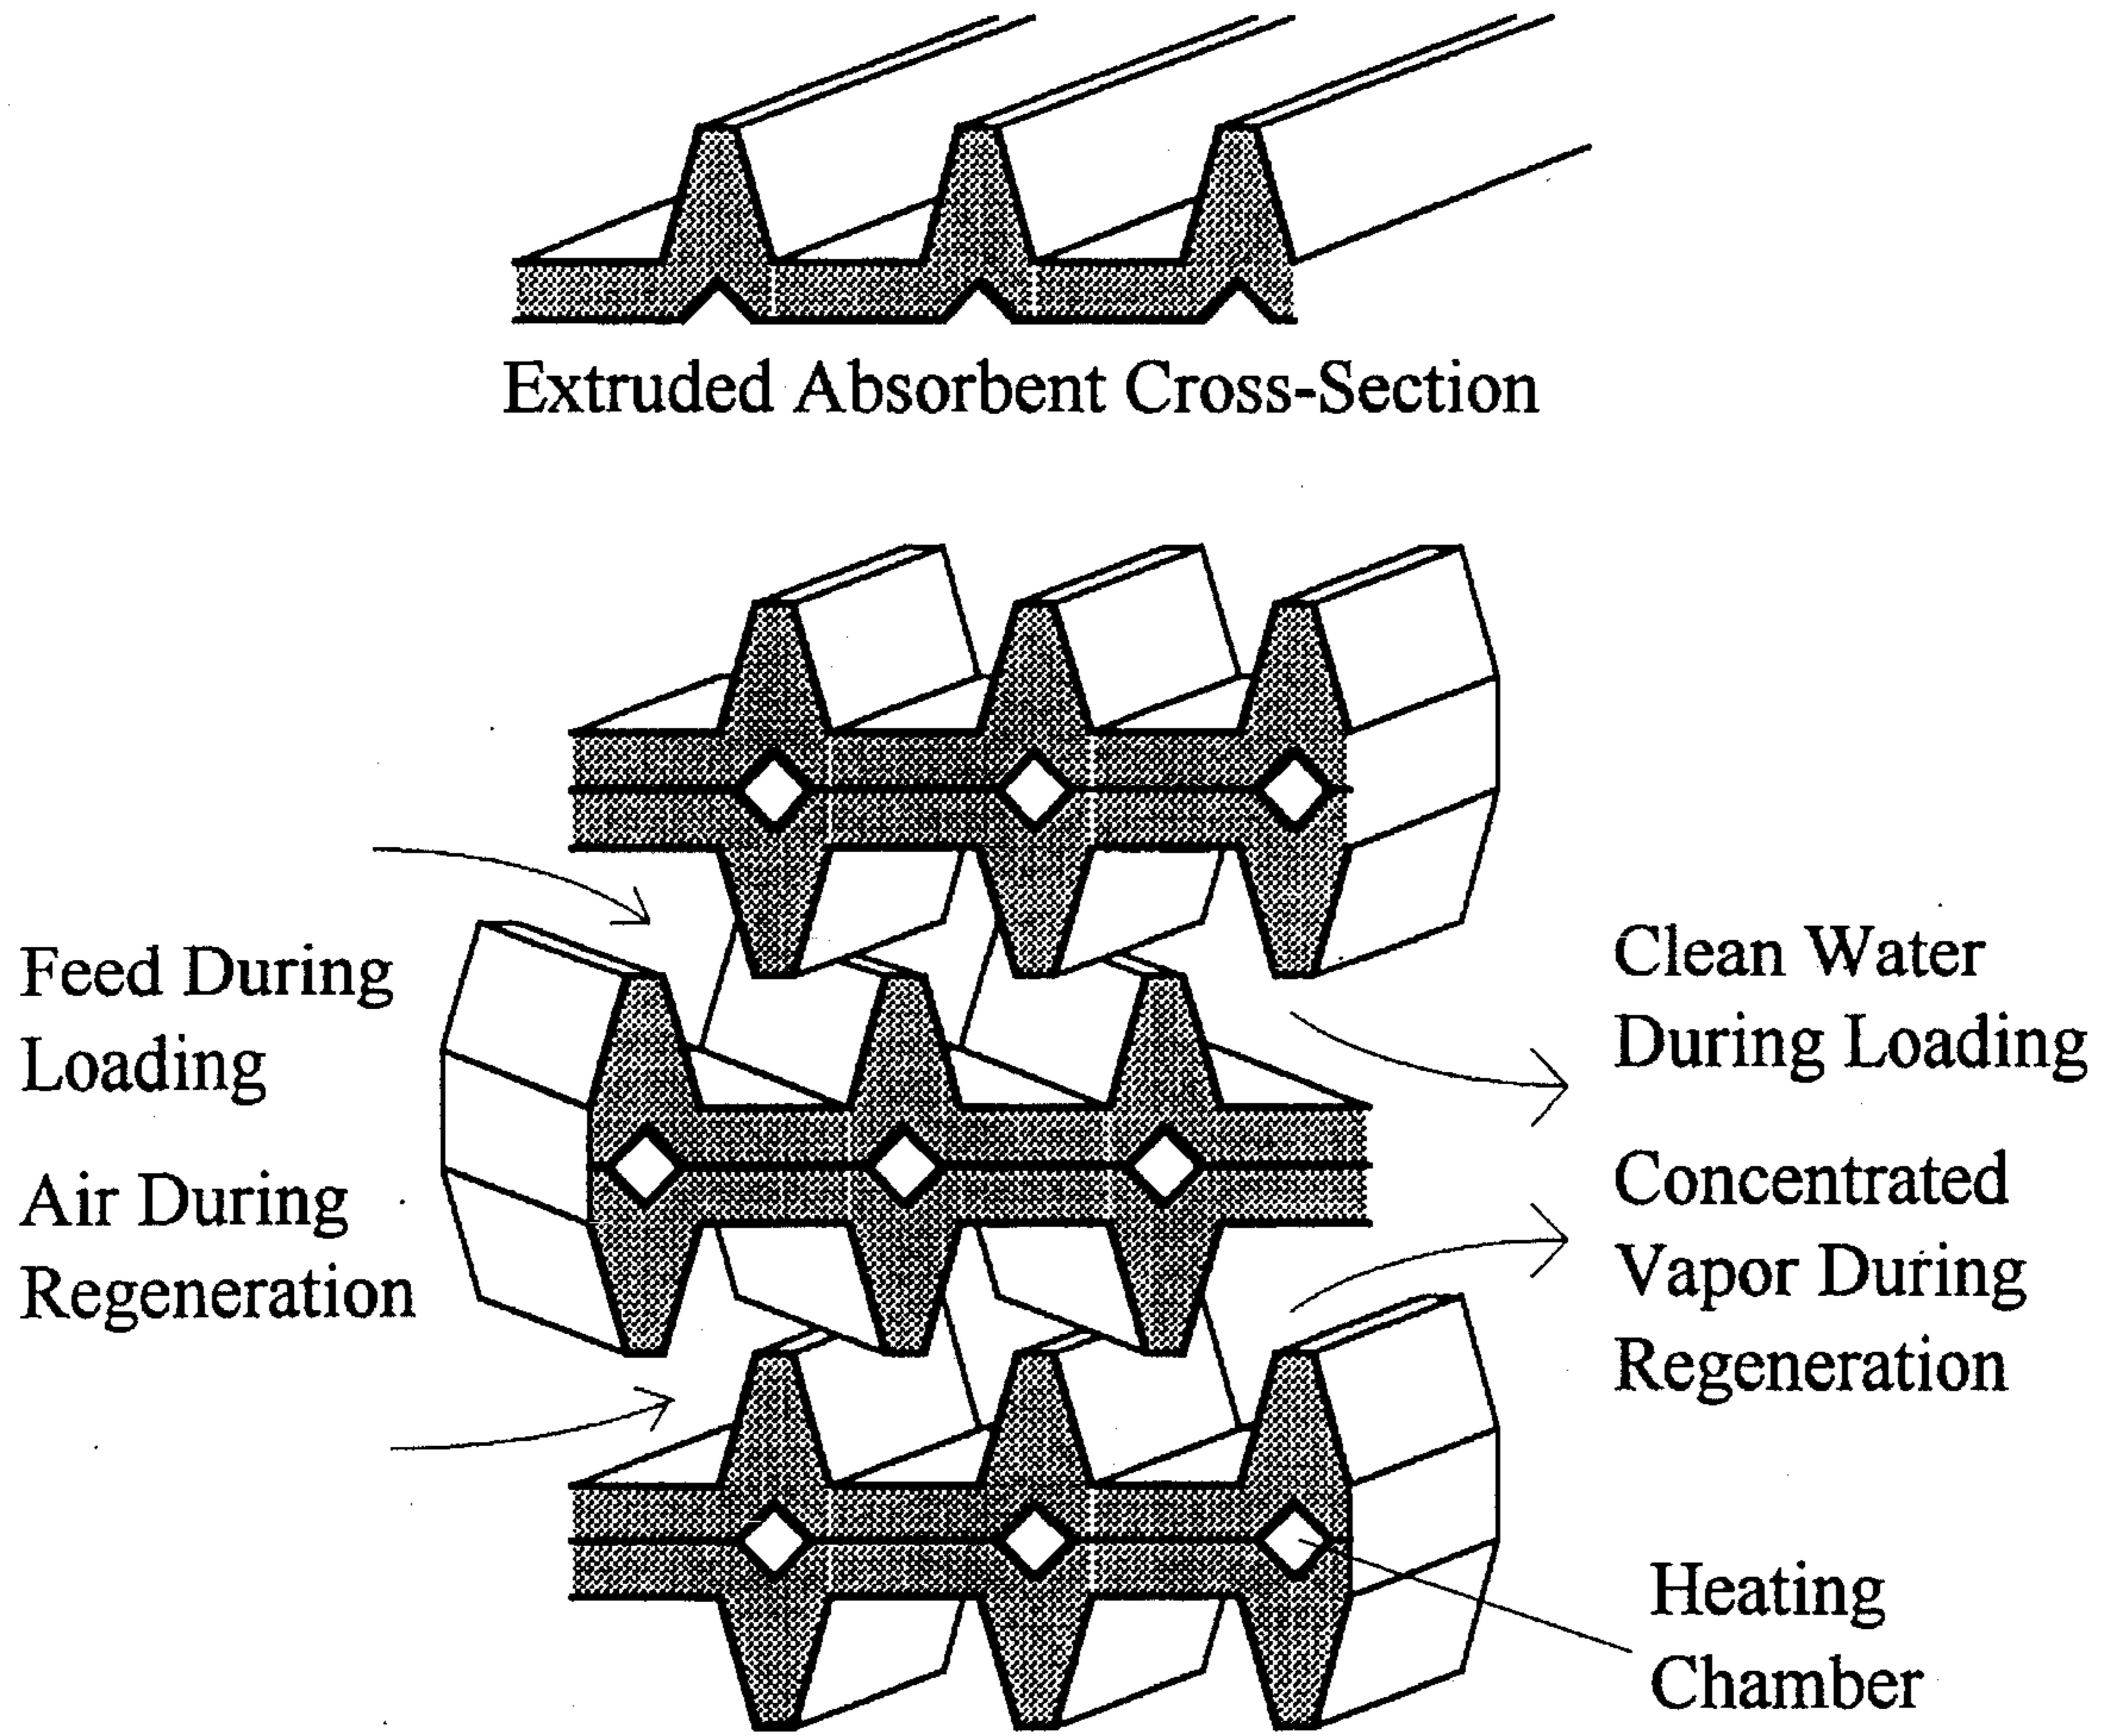 Extruded Absorbent Cross-Section
Feed During
Loading
Air During
Regeneration
Clean Water
During Loading
Concentrated
Vapor During
Regeneration
Heating
Chamber